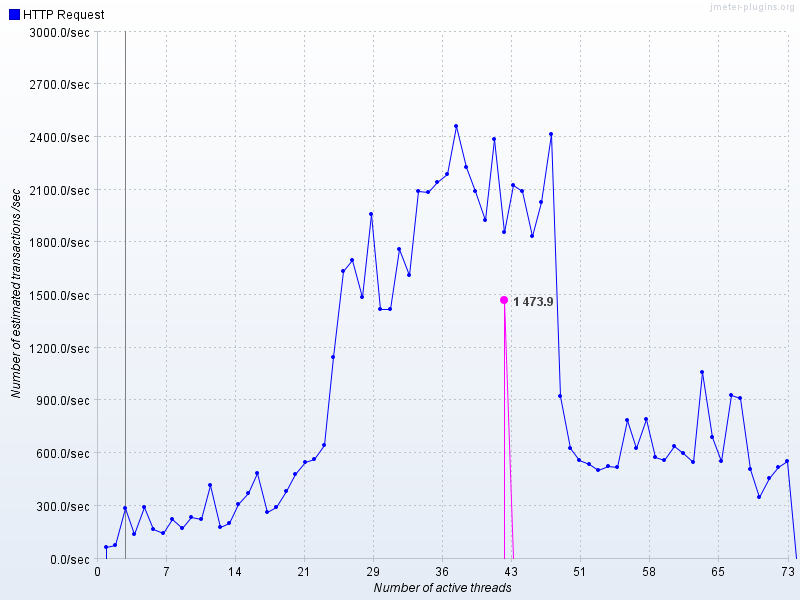 jmeter-plugins.org
HTTP Request
3000.0/sec
2700.0/sec
2400.0/sec
2100.0/sec
1800.0/sec
1500.0/sec
1200.0/sec
900.0/sec
600.0/sec
300.0/sec
0.0/sec
Number of estimated transactions /sec
1 473.9
0 7 14 21 29 36 43 51 58 65 73
Number of active threads